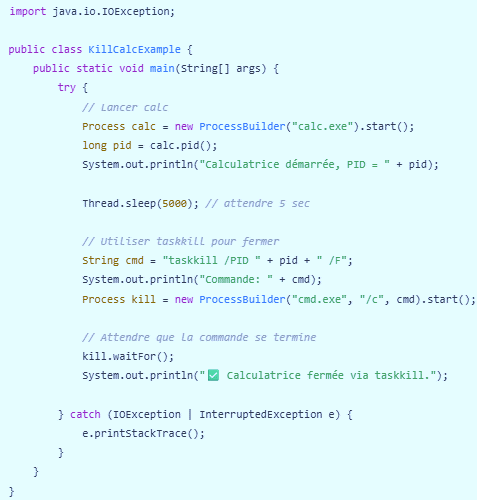 import java.io.IOException;
public class KillCalcExample {
public static void main(String[] args) {
try {
// Lancer calc
Process calc = new ProcessBuilder("calc.exe").start();
long pid = calc.pid();
System.out.println("Calculatrice démarrée, PID = " + pid);
Thread.sleep(5000); // attendre 5 sec
// Utiliser taskkill pour fermer
String cmd = "taskkill /PID " + pid + " /F";
System.out.println("Commande: " + cmd);
Process kill = new ProcessBuilder("cmd.exe", "/c", cmd).start();
// Attendre que la commande se termine
kill.waitFor();
System.out.println("✅ Calculatrice fermée via taskkill.");
} catch (IOException | InterruptedException e) {
e.printStackTrace();
}
}
}